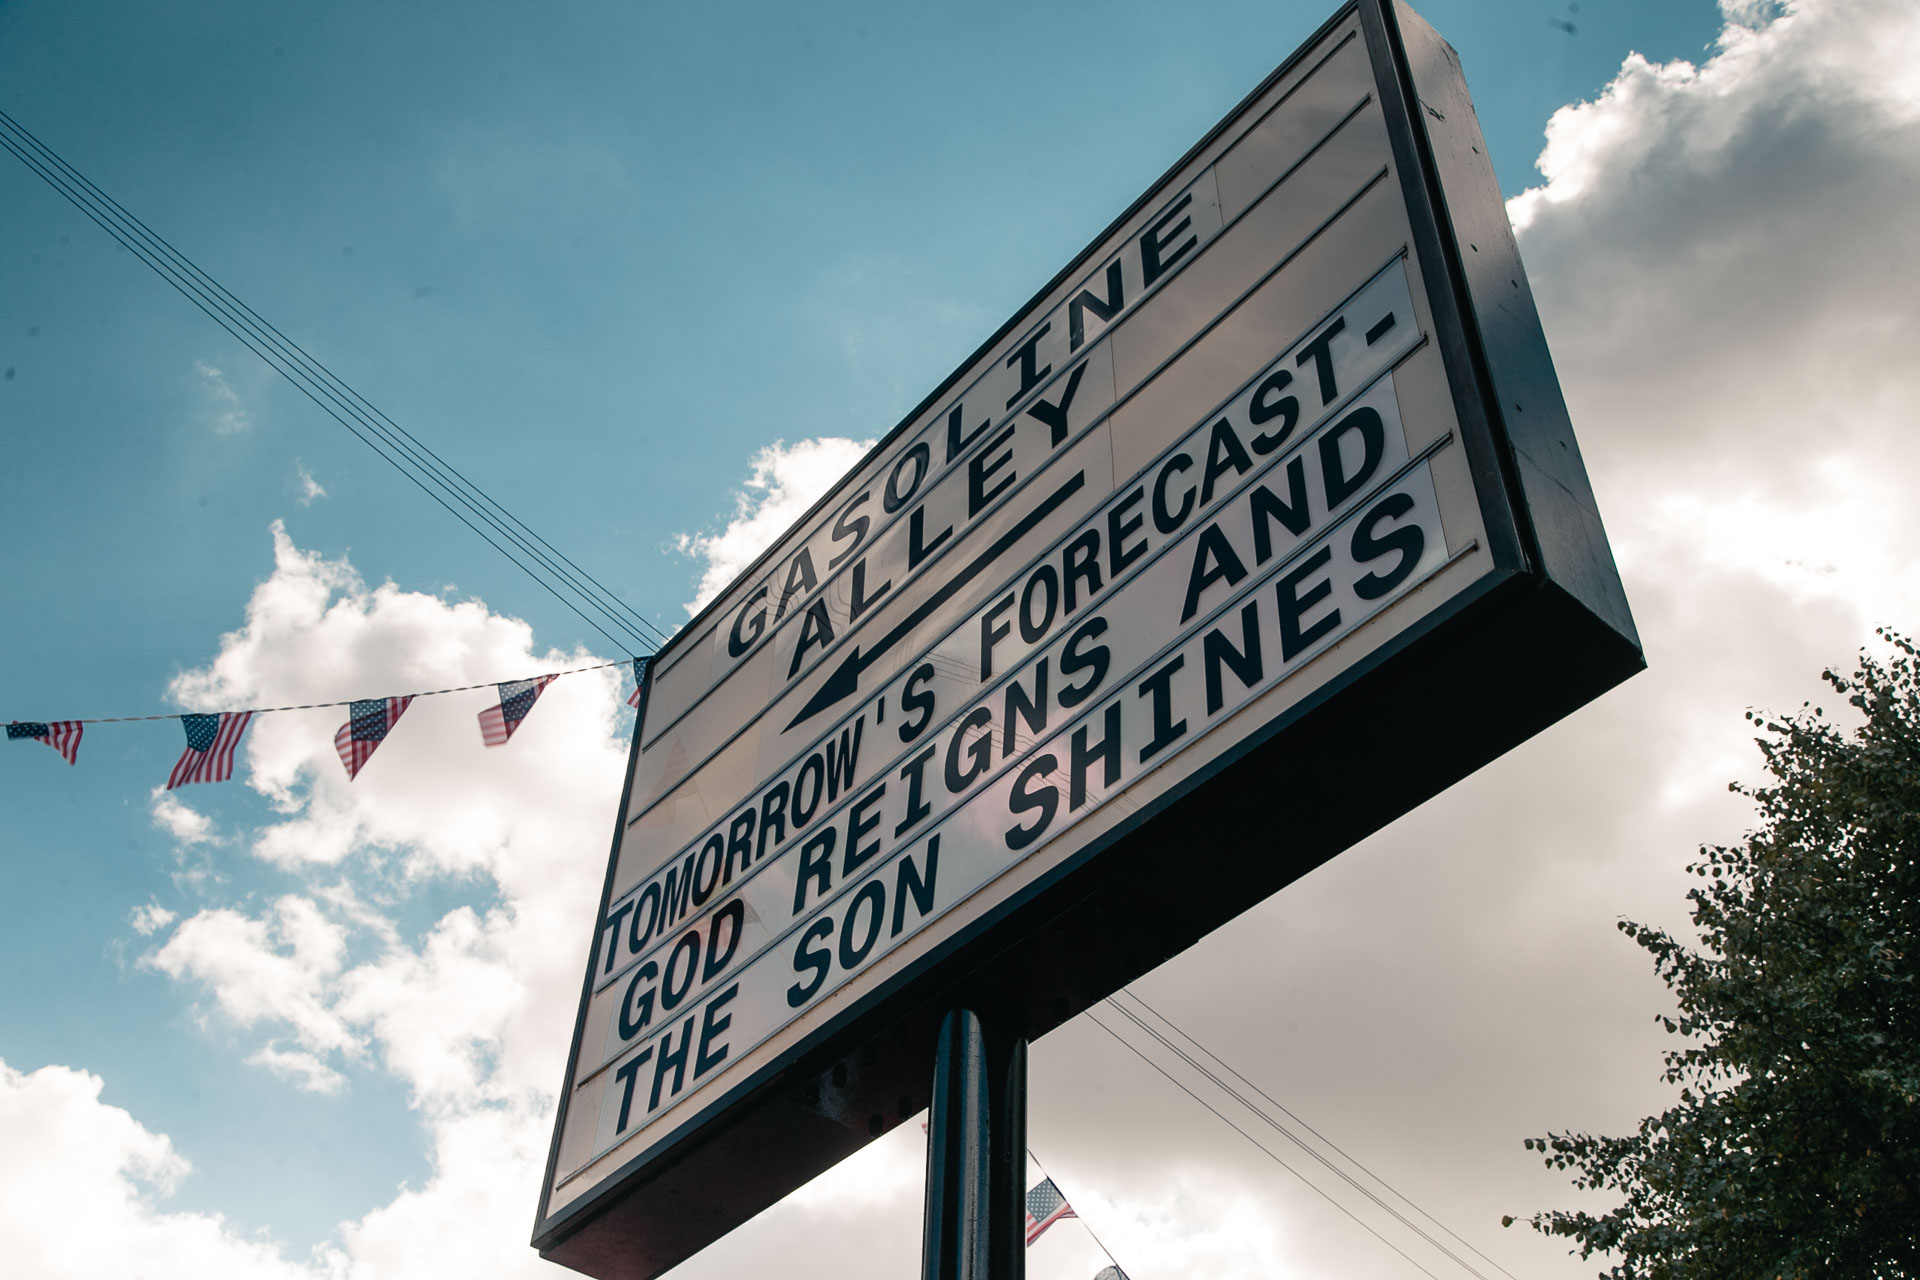 GASOLINE
ALLEY
TOMORROW'S FORECAST-
GOD REIGNS AND
THE SON SHINES